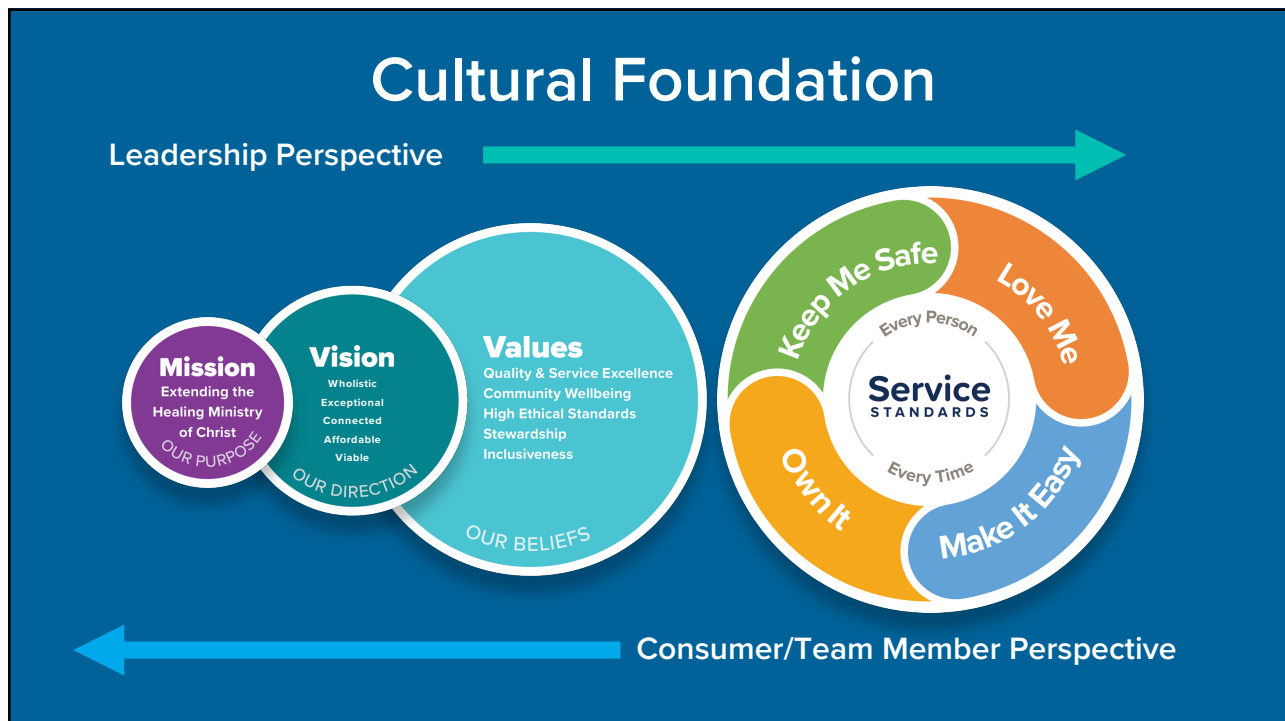 Cultural Foundation
Leadership Perspective
Mission
Extending the
Healing Ministry
of Christ
OUR PURPOSE
Vision
Wholistic
Exceptional
Connected
Affordable
Viable
OUR DIRECTION
Values
Quality & Service Excellence
Community Wellbeing
High Ethical Standards
Stewardship
Inclusiveness
OUR BELIEFS
Keep Me Safe
Love Me
Make It Easy
Own It
Every Person
Service
STANDARDS
Every Time
Consumer/Team Member Perspective